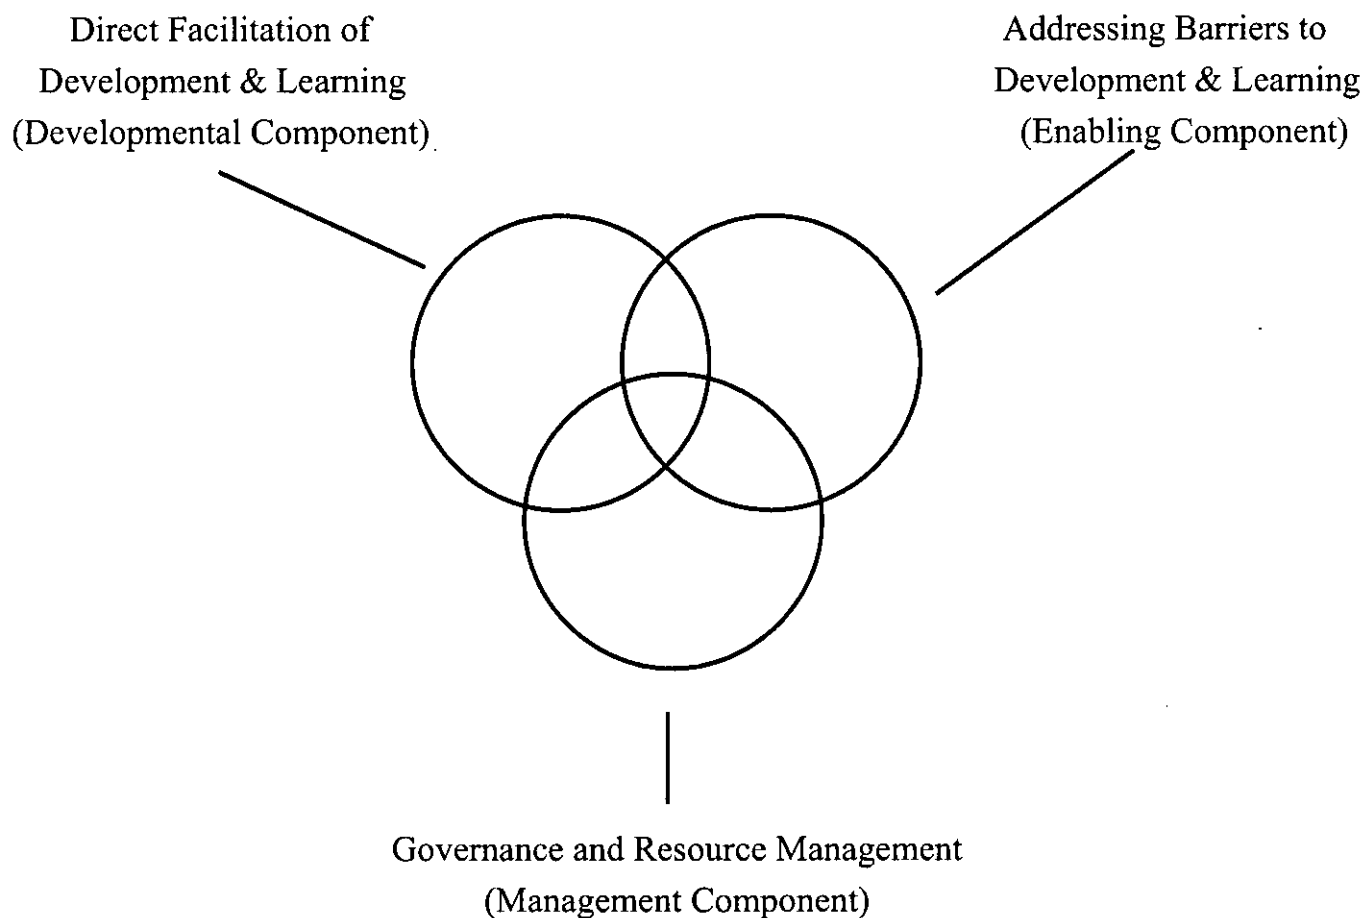 Direct Facilitation of
Development & Learning
(Developmental Component)
Addressing Barriers to
Development & Learning
(Enabling Component)
Governance and Resource Management
(Management Component)